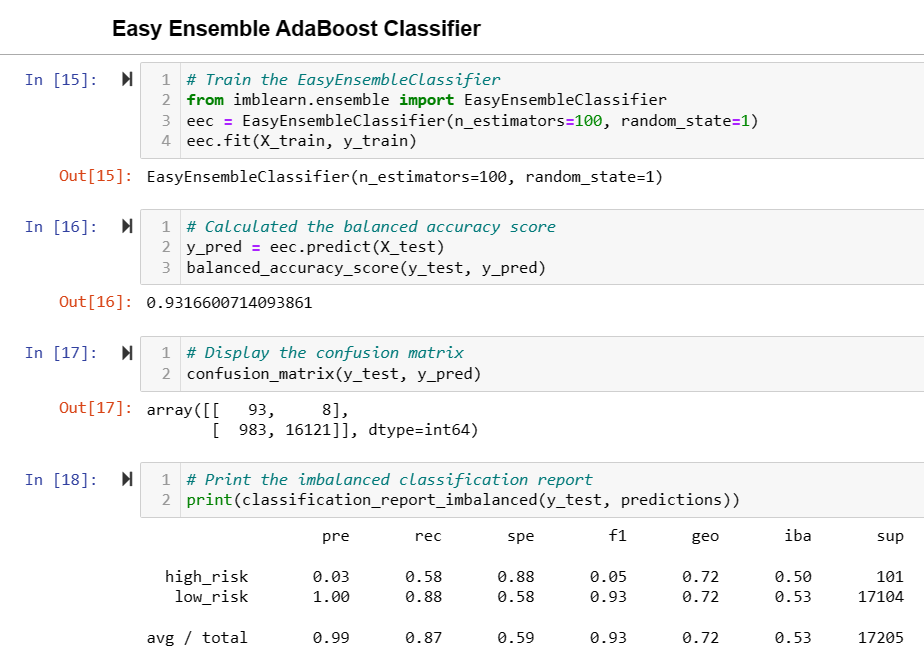 Easy Ensemble AdaBoost Classifier
In [15]: 1 # Train the EasyEnsembleClassifier
2 from imblearn.ensemble import EasyEnsembleClassifier
3 eec = EasyEnsembleClassifier(n_estimators=100, random_state=1)
4 eec.fit(X_train, y_train)
Out[15]: EasyEnsembleClassifier(n_estimators=100, random_state=1)
In [16]: 1 # Calculated the balanced accuracy score
2 y_pred = eec.predict(X_test)
3 balanced_accuracy_score(y_test, y_pred)
Out[16]: 0.9316600714093861
In [17]: 1 # Display the confusion matrix
2 confusion_matrix(y_test, y_pred)
Out[17]: array([[ 93, 8],
[ 983, 16121]], dtype=int64)
In [18]: 1 # Print the imbalanced classification report
2 print(classification_report_imbalanced(y_test, predictions))
pre rec spe f1 geo iba sup
high_risk 0.03 0.58 0.88 0.05 0.72 0.50 101
low_risk 1.00 0.88 0.58 0.93 0.72 0.53 17104
avg / total 0.99 0.87 0.59 0.93 0.72 0.53 17205